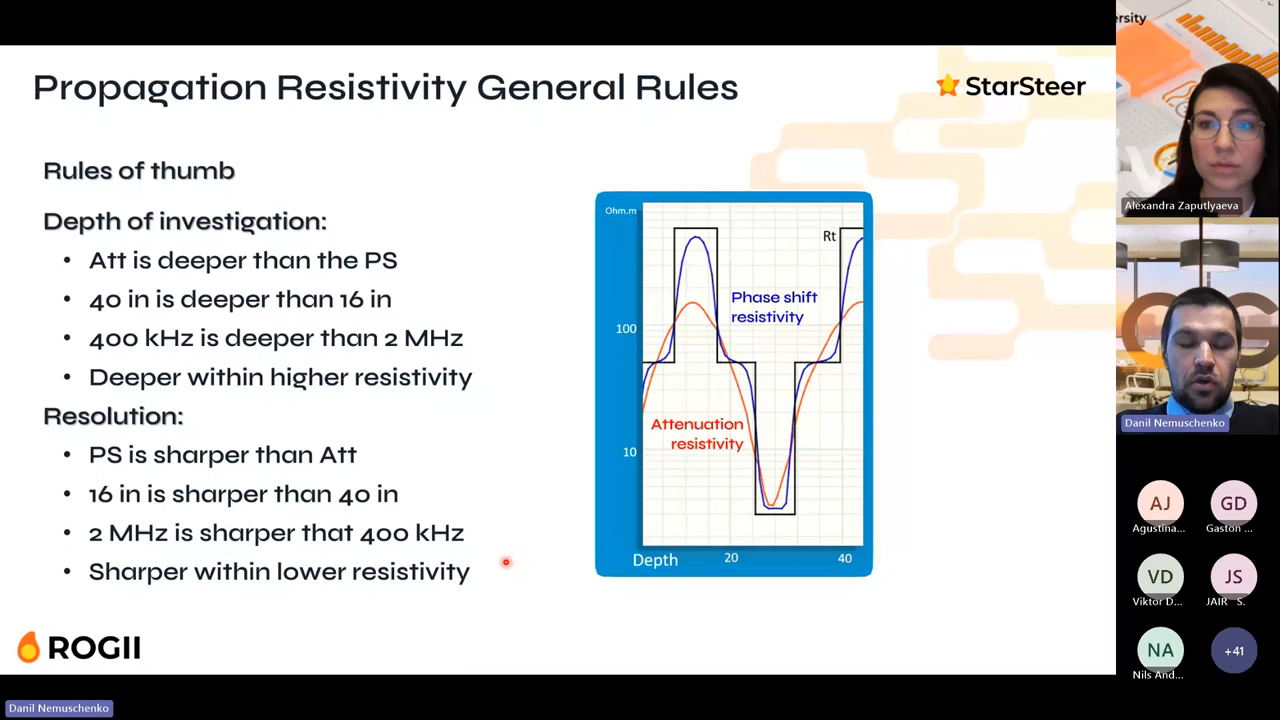 Propagation Resistivity General Rules
StarSteer
Rules of thumb
Depth of investigation:
• Att is deeper than the PS
• 40 in is deeper than 16 in
• 400 kHz is deeper than 2 MHz
• Deeper within higher resistivity
Resolution:
• PS is sharper than Att
• 16 in is sharper than 40 in
• 2 MHz is sharper that 400 kHz
• Sharper within lower resistivity
Ohm.m
Rt
Phase shift
resistivity
100
Attenuation
resistivity
10
Depth
20
40
ROGII
Danil Nemuschenko
ersity
Alexandra Zaputlyaeva
Danil Nemuschenko
AJ
Agustina...
GD
Gaston ...
VD
Viktor D...
JS
JAIR S.
NA
Nils And...
+41